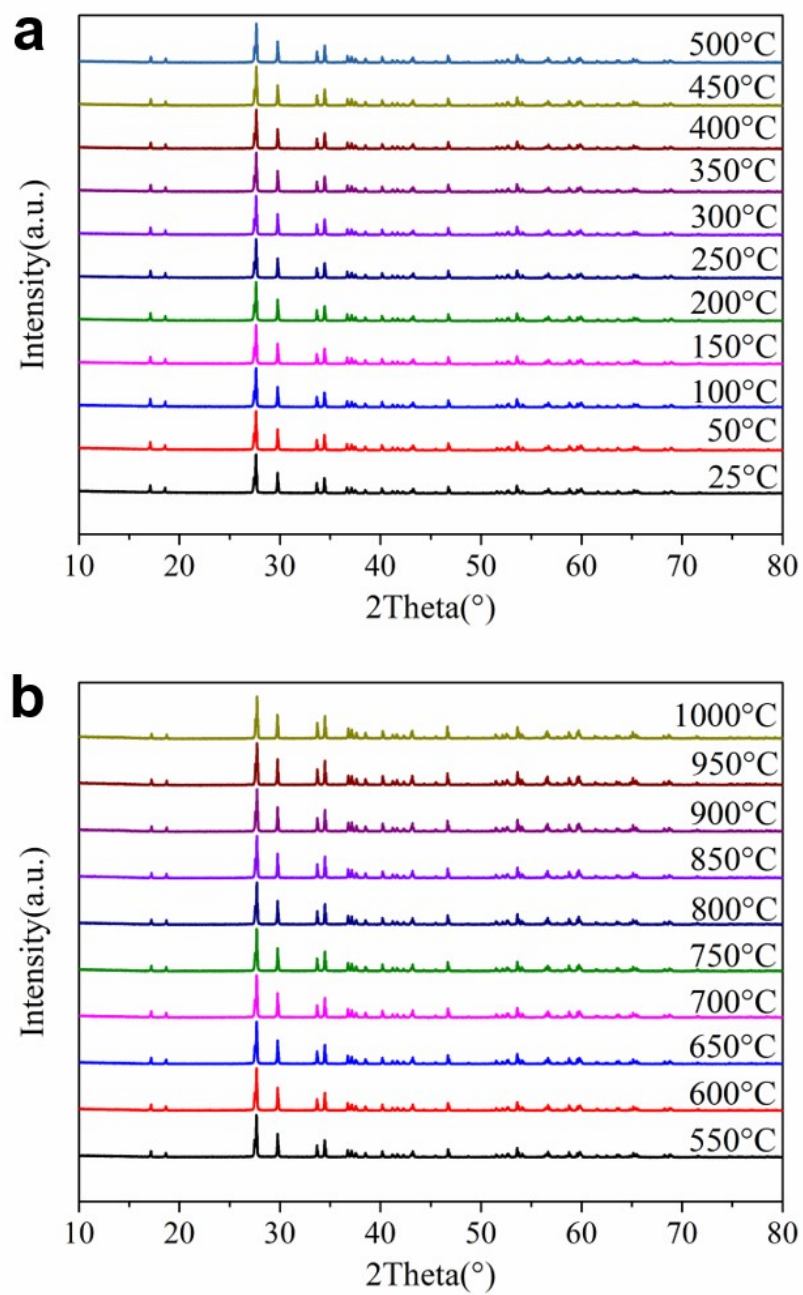 a
500°C
450°C
400°C
350°C
300°C
250°C
200°C
150°C
100°C
50°C
25°C
Intensity(a.u.)
10 20 30 40 50 60 70 80
2Theta(°)
b
1000°C
950°C
900°C
850°C
800°C
750°C
700°C
650°C
600°C
550°C
Intensity(a.u.)
10 20 30 40 50 60 70 80
2Theta(°)